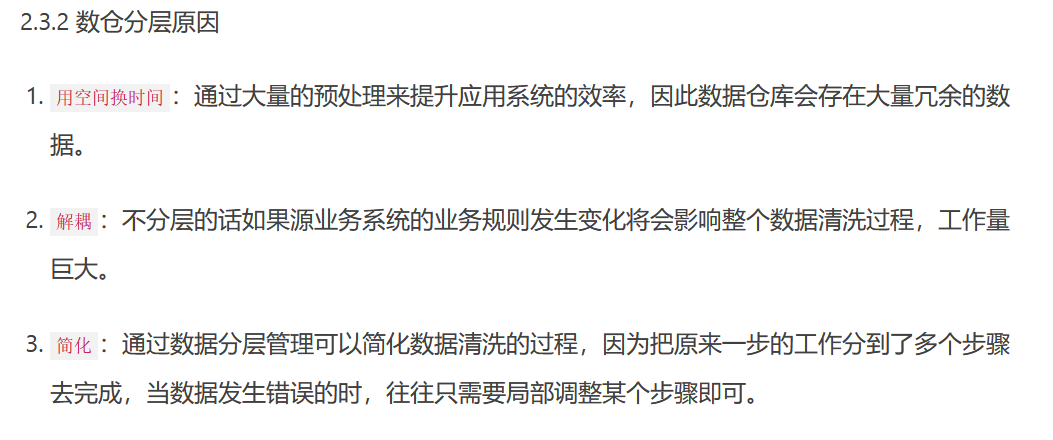 2.3.2 数仓分层原因
1. 用空间换时间：通过大量的预处理来提升应用系统的效率，因此数据仓库会存在大量冗余的数
据。
2. 解耦：不分层的话如果源业务系统的业务规则发生变化将会影响整个数据清洗过程，工作量
巨大。
3. 简化：通过数据分层管理可以简化数据清洗的过程，因为把原来一步的工作分到了多个步骤
去完成，当数据发生错误的时，往往只需要局部调整某个步骤即可。